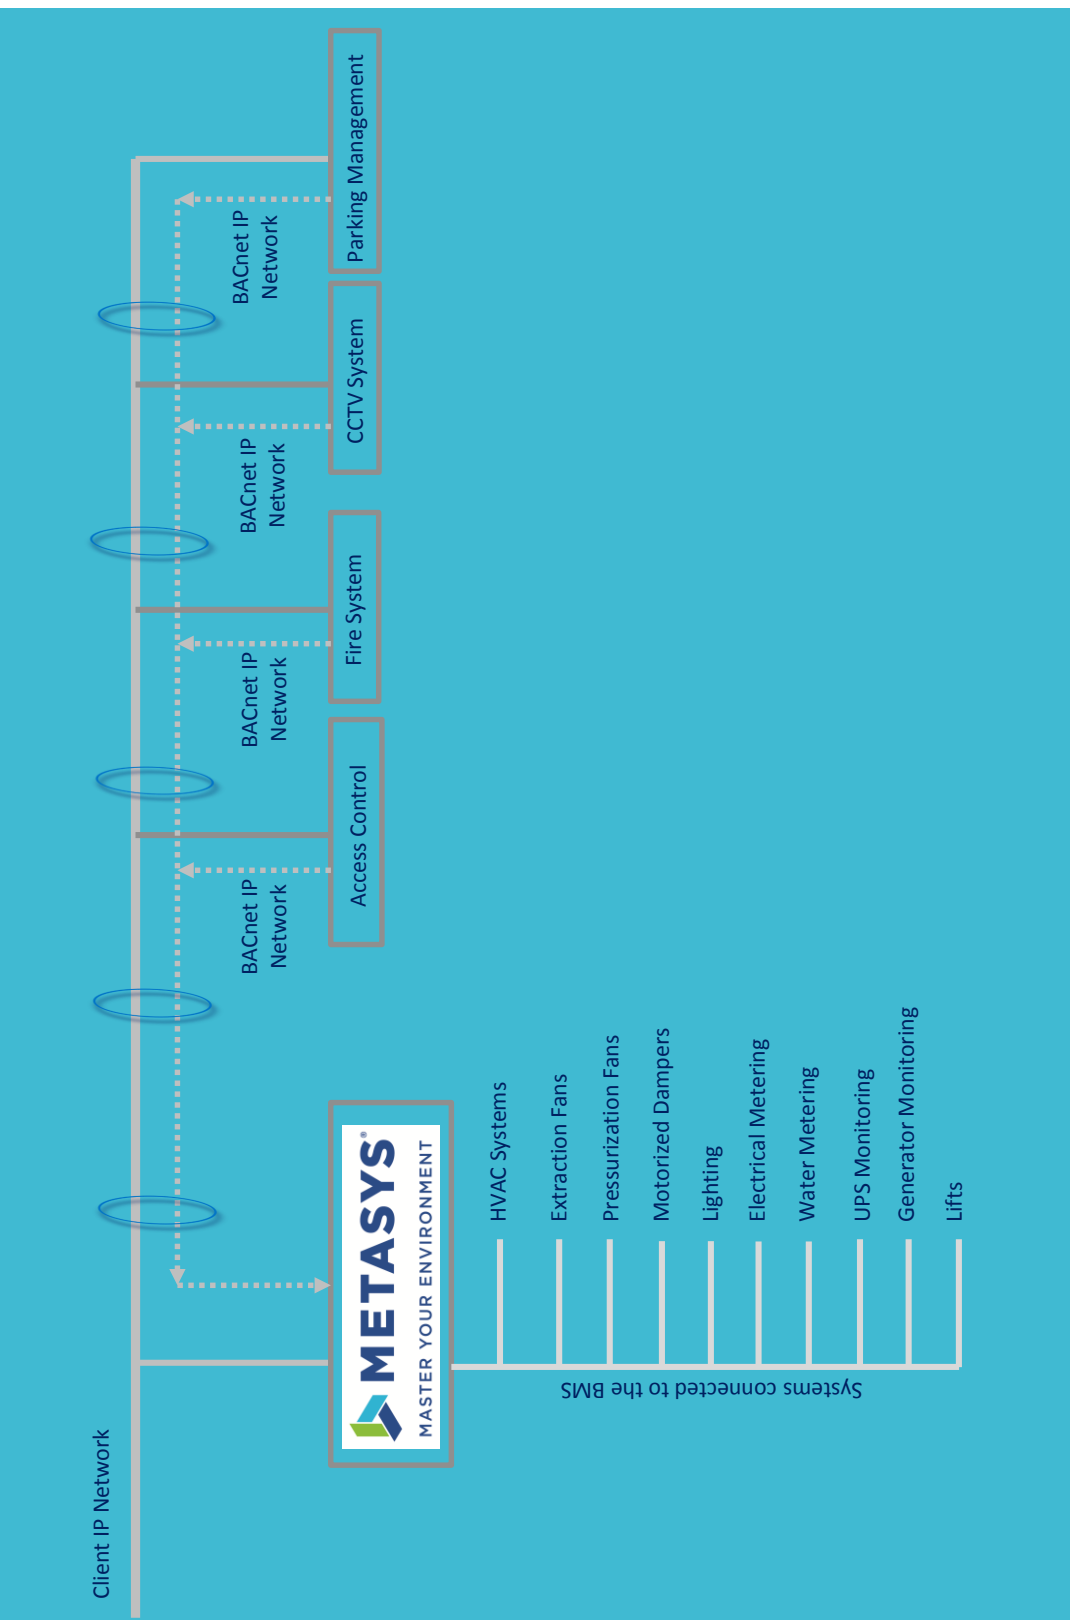 Client IP Network
METASYS®
MASTER YOUR ENVIRONMENT
Systems connected to the BMS
HVAC Systems
Extraction Fans
Pressurization Fans
Motorized Dampers
Lighting
Electrical Metering
Water Metering
UPS Monitoring
Generator Monitoring
Lifts
BACnet IP
Network
Access Control
BACnet IP
Network
Fire System
BACnet IP
Network
CCTV System
BACnet IP
Network
Parking Management